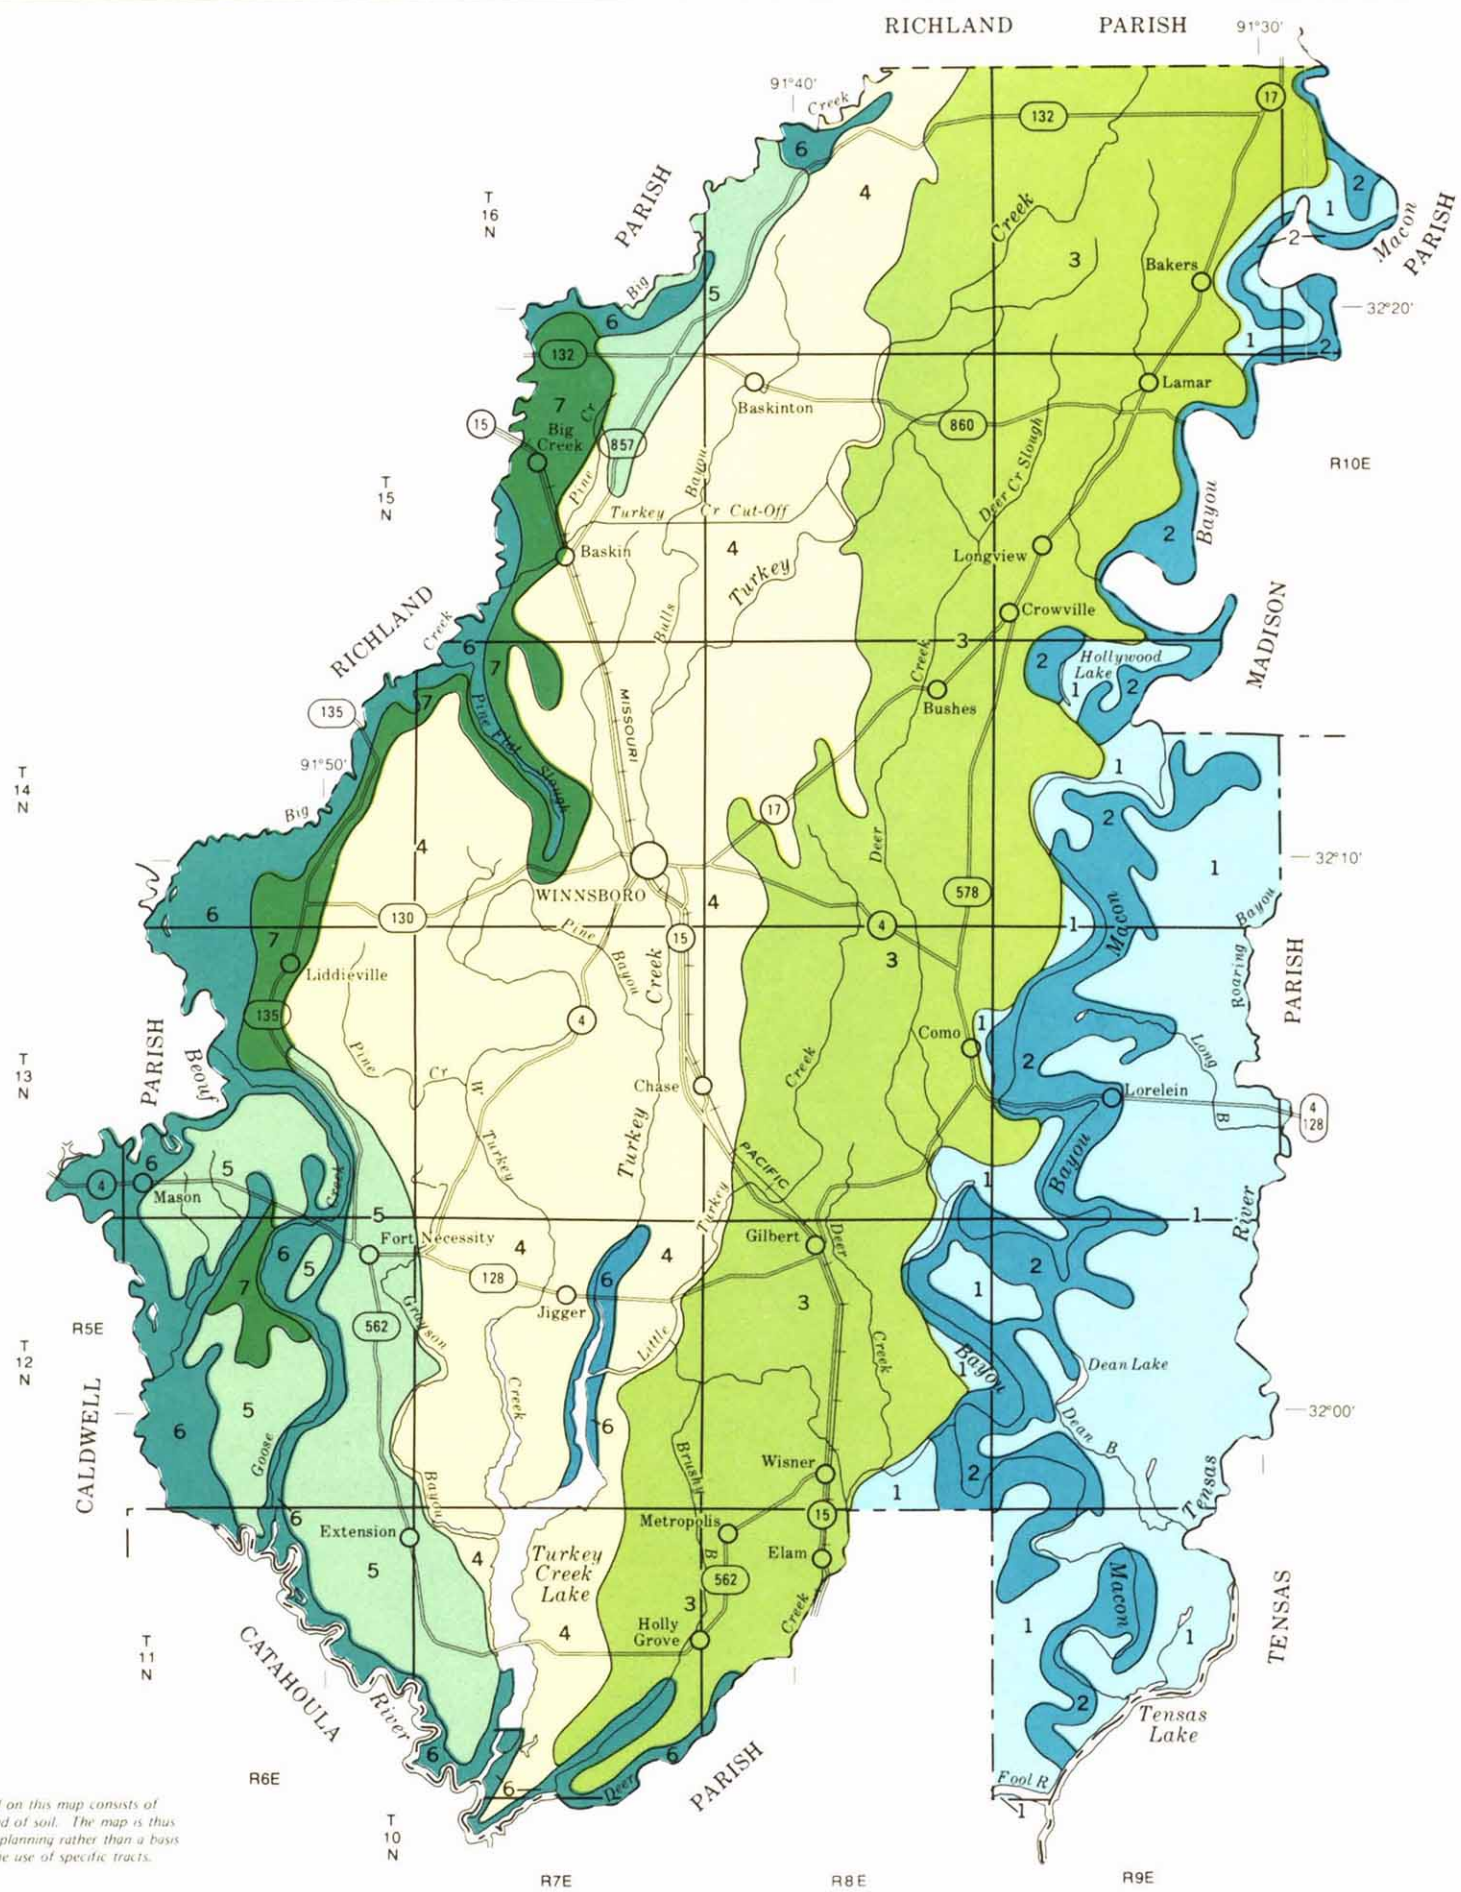 RICHLAND PARISH
91°30'
91°40'
Creek
17
132
6
PARISH
4
2
T
16
N
1
Creek
Macon
PARISH
2
3
Bakers
Big
5
32°20'
6
1
2
132
Lamar
Baskinton
7
Cr
15
Big
Creek
857
860
R10E
Deer Cr Slough
Bayou
Pine
T
15
N
Bayou
Turkey Cr Cut-Off
2
Baskin
4
Longview
Turkey
Crowville
RICHLAND
Creek
Bulls
MADISON
6
3
Hollywood
Lake
2
7
Creek
1
2
Bushes
7
135
Pine Flat
Slough
MISSOURI
91°50'
1
T
14
N
Big
17
2
4
Deer
32°10'
1
WINNSBORO
578
4
Macon
Bayou
6
130
4
1
7
15
Pine
Bayou
Creek
3
Liddieville
Roaring
PARISH
135
4
1
Como
PARISH
Beouf
Pine
Cr
W
Creek
2
Long
B
T
13
N
Chase
Lorelein
4
128
Turkey
Turkey
PACIFIC
Bayou
6
5
4
Mason
Creek
1
Turkey
5
1
River
Fort Necessity
Gilbert
Deer
6
4
4
5
2
128
6
7
1
3
Jigger
R5E
562
Grayson
Little
T
12
N
Creek
Bayou
Dean Lake
1
Creek
CALDWELL
5
32°00'
6
6
Dean B
Goose
Brushy
Wisner
2
Bayou
1
Tensas
6
15
Extension
Metropolis
4
Turkey
Creek
Lake
B
Elam
5
562
Macon
3
Creek
1
1
4
Holly
Grove
TENSAS
T
11
N
CATAHOULA
River
2
Tensas
Lake
6
6
PARISH
R6E
6
Deer
Fool R
1
on this map consists of
d of soil. The map is thus
planning rather than a basis
e use of specific tracts.
T
10
N
R7E
R8E
R9E